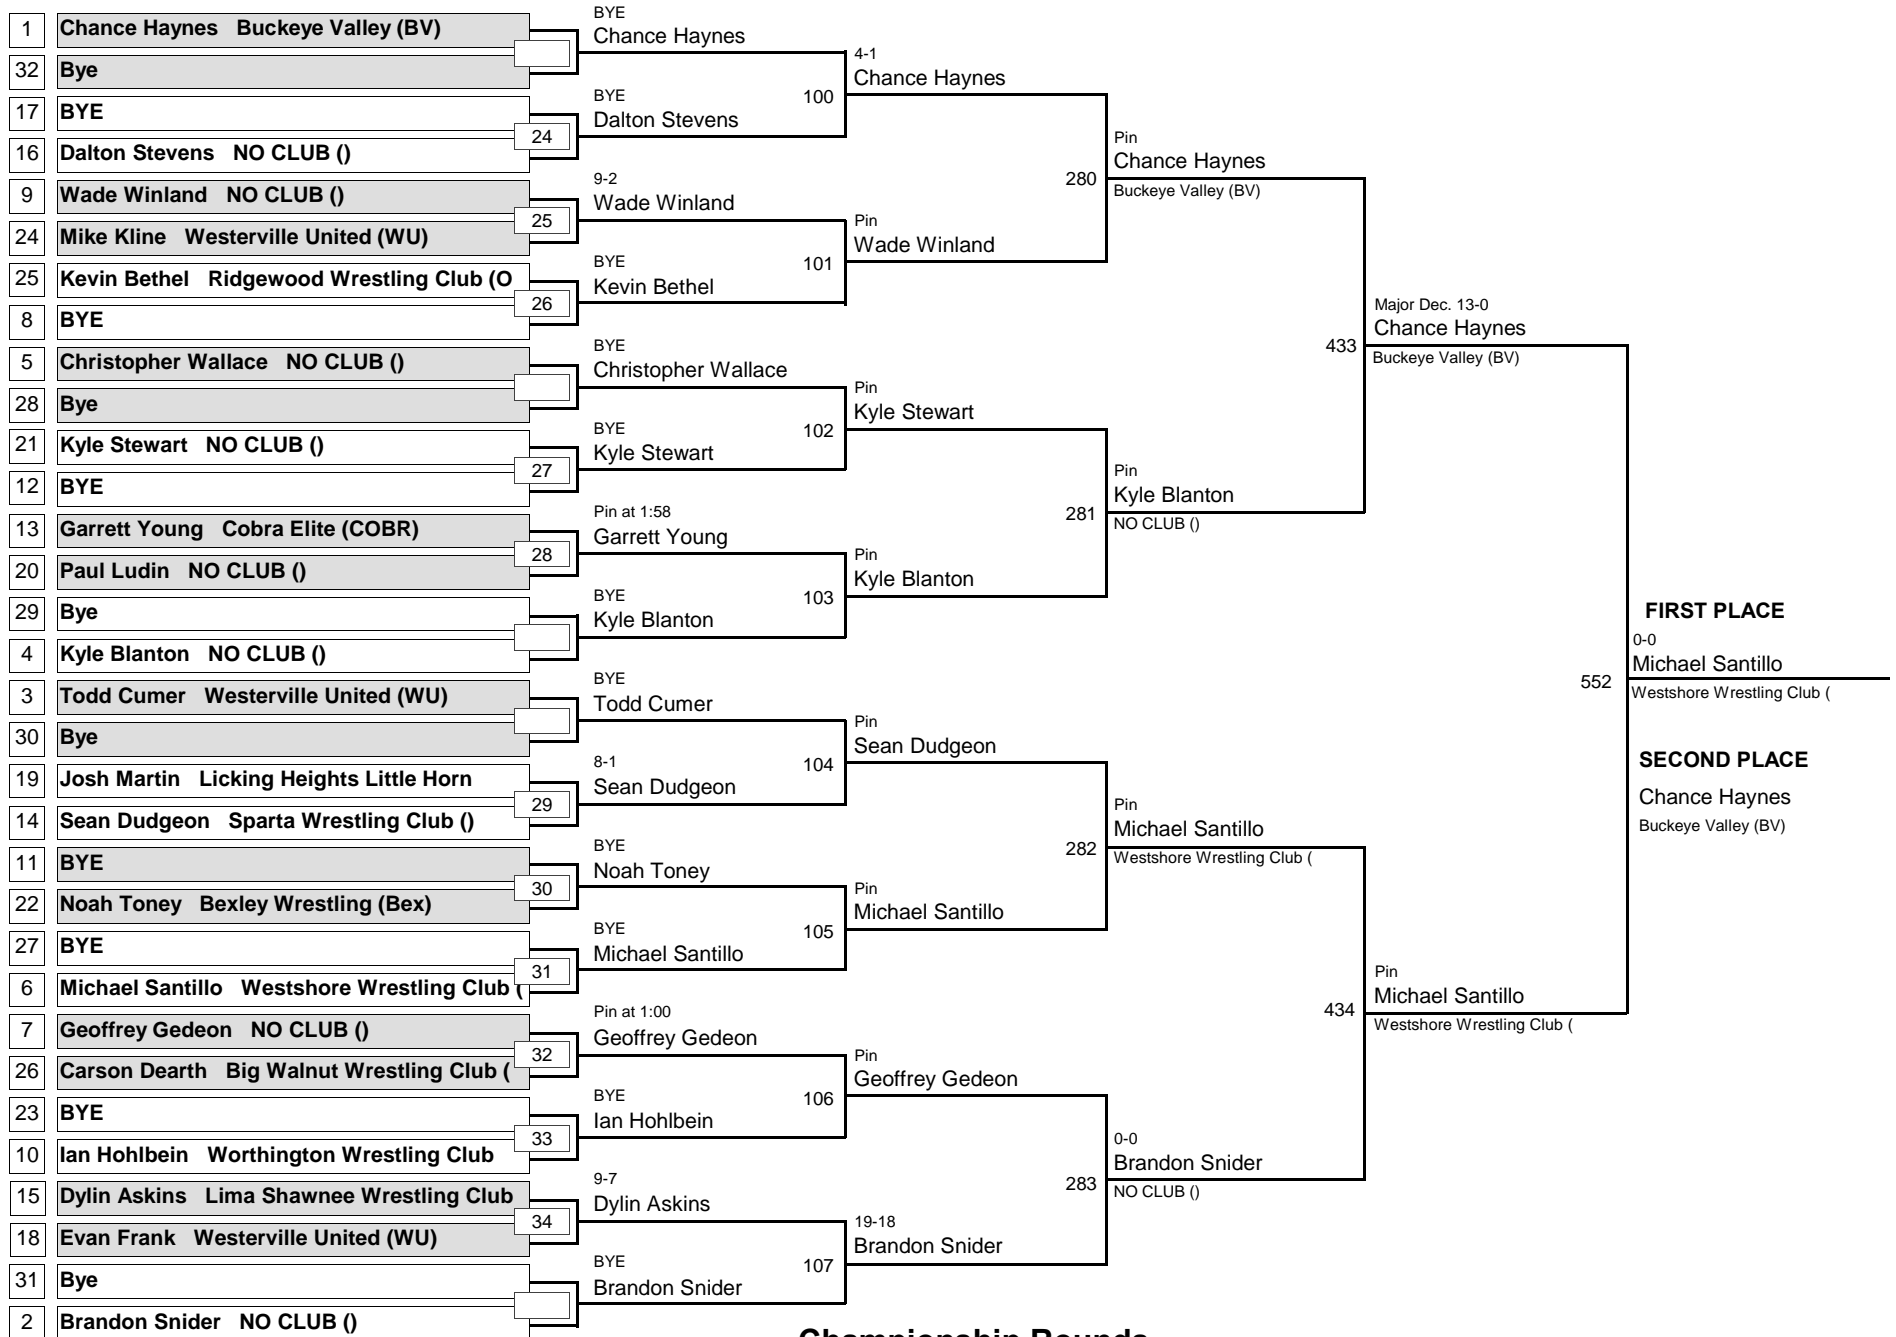 1 Chance Haynes Buckeye Valley (BV)
32 Bye
17 BYE
24
16 Dalton Stevens NO CLUB ()
9 Wade Winland NO CLUB ()
25
24 Mike Kline Westerville United (WU)
25 Kevin Bethel Ridgewood Wrestling Club (O
26
8 BYE
5 Christopher Wallace NO CLUB ()
28 Bye
21 Kyle Stewart NO CLUB ()
27
12 BYE
13 Garrett Young Cobra Elite (COBR)
28
20 Paul Ludin NO CLUB ()
29 Bye
4 Kyle Blanton NO CLUB ()
3 Todd Cumer Westerville United (WU)
30 Bye
19 Josh Martin Licking Heights Little Horn
29
14 Sean Dudgeon Sparta Wrestling Club ()
11 BYE
30
22 Noah Toney Bexley Wrestling (Bex)
27 BYE
31
6 Michael Santillo Westshore Wrestling Club (
7 Geoffrey Gedeon NO CLUB ()
32
26 Carson Dearth Big Walnut Wrestling Club (
23 BYE
33
10 Ian Hohlbein Worthington Wrestling Club
15 Dylin Askins Lima Shawnee Wrestling Club
34
18 Evan Frank Westerville United (WU)
31 Bye
2 Brandon Snider NO CLUB ()
BYE
Chance Haynes
BYE
100
Dalton Stevens
9-2
Wade Winland
BYE
101
Kevin Bethel
BYE
Christopher Wallace
BYE
102
Kyle Stewart
Pin at 1:58
Garrett Young
BYE
103
Kyle Blanton
BYE
Todd Cumer
8-1
104
Sean Dudgeon
BYE
Noah Toney
BYE
105
Michael Santillo
Pin at 1:00
Geoffrey Gedeon
BYE
106
Ian Hohlbein
9-7
Dylin Askins
BYE
107
Brandon Snider
4-1
Chance Haynes
280
Pin
Wade Winland
Pin
Kyle Stewart
281
Pin
Kyle Blanton
Pin
Sean Dudgeon
282
Pin
Michael Santillo
Pin
Geoffrey Gedeon
283
19-18
Brandon Snider
Pin
Chance Haynes
Buckeye Valley (BV)
433
Pin
Kyle Blanton
NO CLUB ()
Pin
Michael Santillo
Westshore Wrestling Club (
434
0-0
Brandon Snider
NO CLUB ()
Major Dec. 13-0
Chance Haynes
Buckeye Valley (BV)
552
Pin
Michael Santillo
Westshore Wrestling Club (
FIRST PLACE
0-0
Michael Santillo
Westshore Wrestling Club (
SECOND PLACE
Chance Haynes
Buckeye Valley (BV)
Championship Rounds